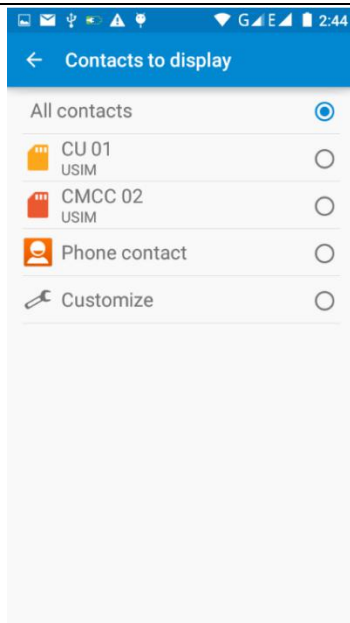 G E 2:44
Contacts to display
All contacts
CU 01
USIM
CMCC 02
USIM
Phone contact
Customize